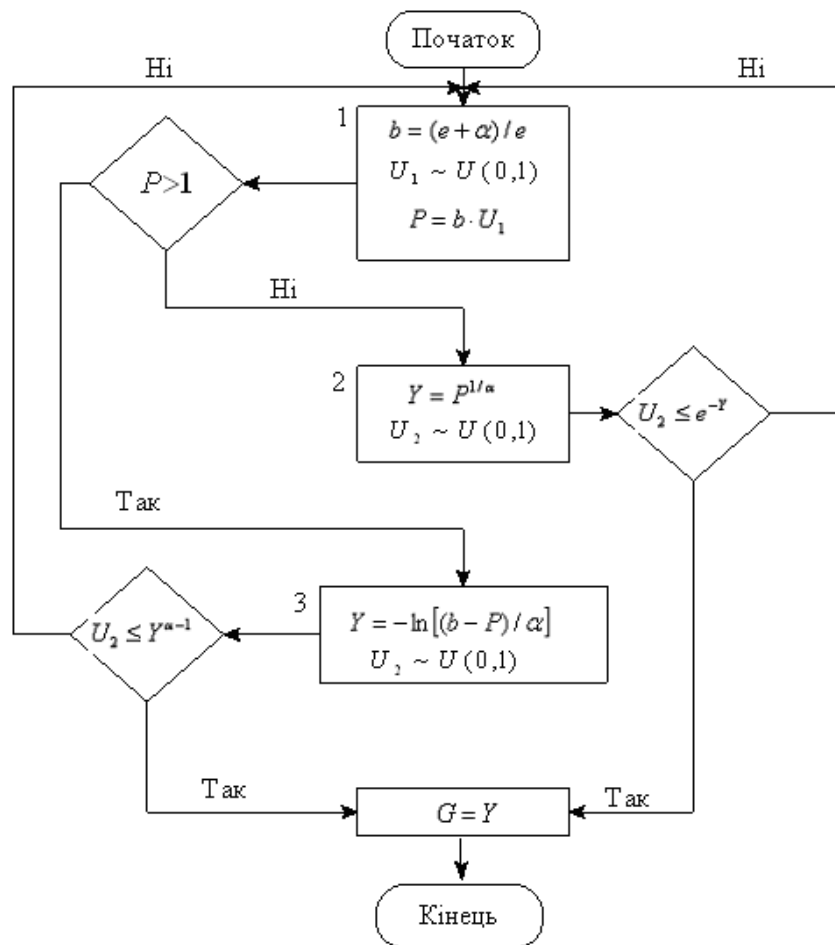 Початок
Ні
Ні
1
b = (e + α) / e
U₁ ~ U (0,1)
P = b · U₁
P>1
Ні
2
Y = P^{1/α}
U₂ ~ U (0,1)
U₂ ≤ e^{-Y}
Так
3
Y = −ln[(b − P) / α]
U₂ ~ U (0,1)
U₂ ≤ Y^{α−1}
Так
Так
G = Y
Кінець